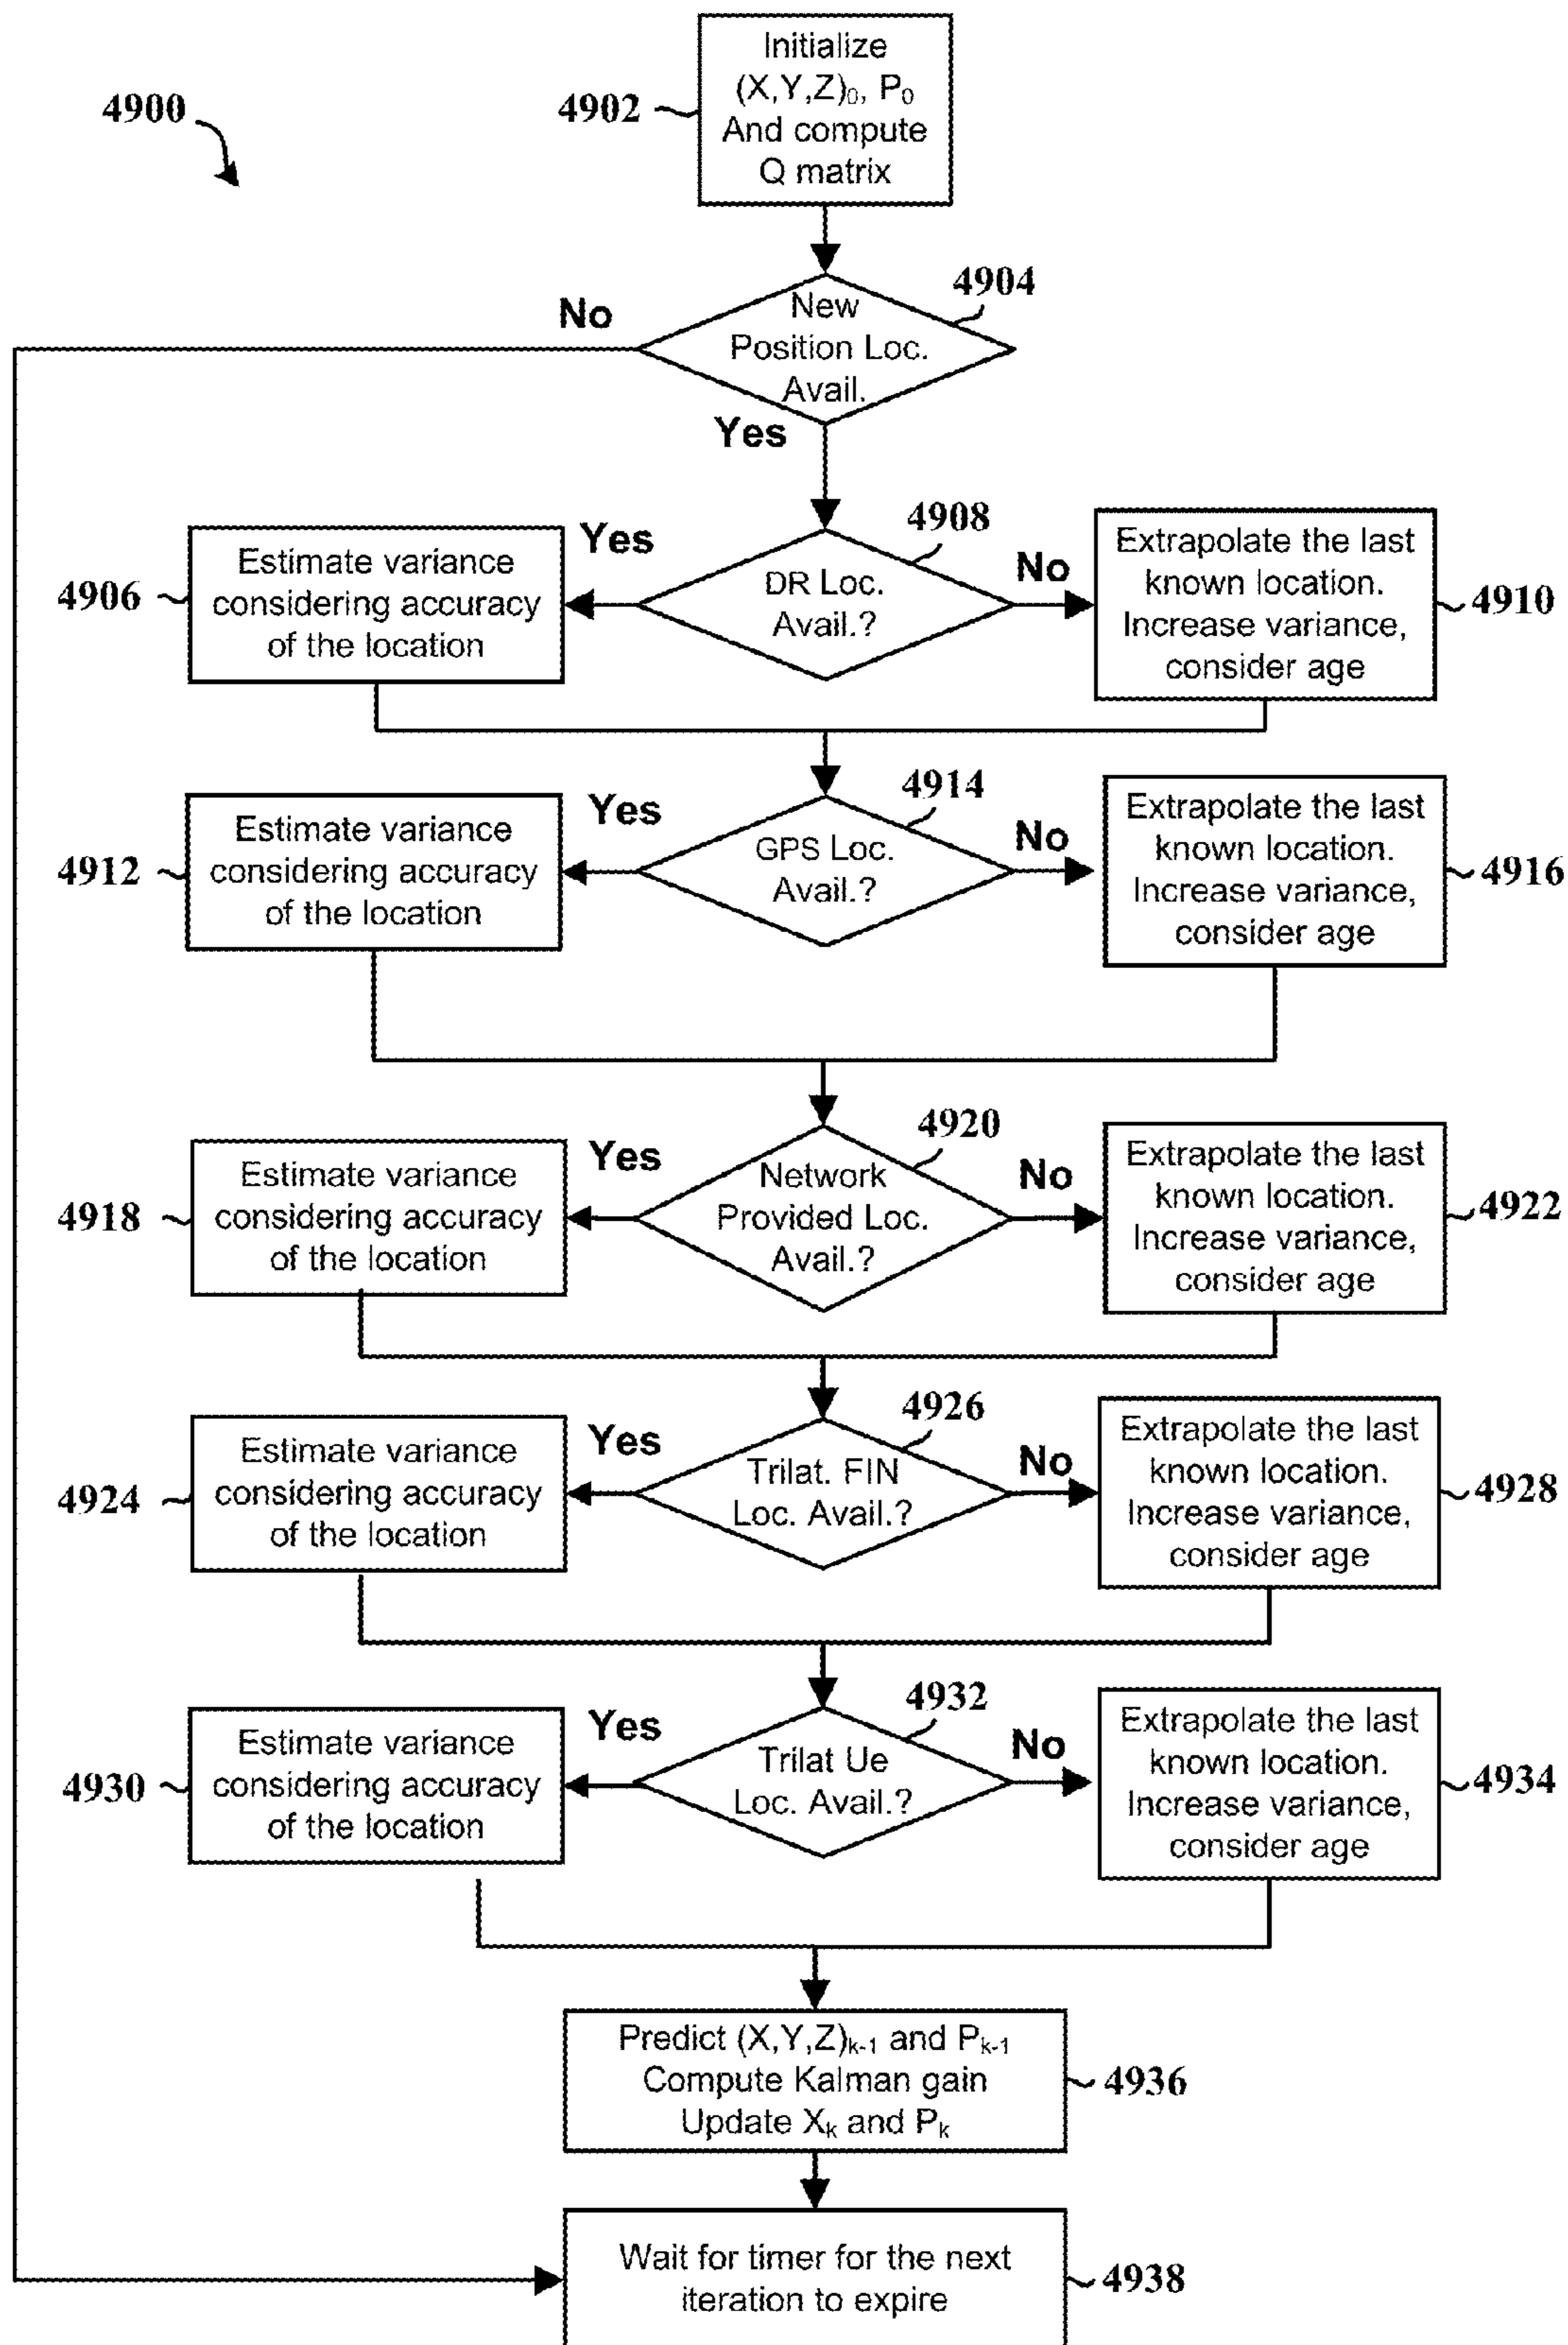 4900
4902
Initialize
(X,Y,Z)₀, P₀
And compute
Q matrix
4904
No
New
Position Loc.
Avail.
Yes
4906
Estimate variance
considering accuracy
of the location
Yes
4908
DR Loc.
Avail.?
No
Extrapolate the last
known location.
Increase variance,
consider age
4910
4912
Estimate variance
considering accuracy
of the location
Yes
4914
GPS Loc.
Avail.?
No
Extrapolate the last
known location.
Increase variance,
consider age
4916
4918
Estimate variance
considering accuracy
of the location
Yes
4920
Network
Provided Loc.
Avail.?
No
Extrapolate the last
known location.
Increase variance,
consider age
4922
4924
Estimate variance
considering accuracy
of the location
Yes
4926
Trilat. FIN
Loc. Avail.?
No
Extrapolate the last
known location.
Increase variance,
consider age
4928
4930
Estimate variance
considering accuracy
of the location
Yes
4932
Trilat Ue
Loc. Avail.?
No
Extrapolate the last
known location.
Increase variance,
consider age
4934
Predict (X,Y,Z)ₖ₋₁ and Pₖ₋₁
Compute Kalman gain
Update Xₖ and Pₖ
4936
Wait for timer for the next
iteration to expire
4938